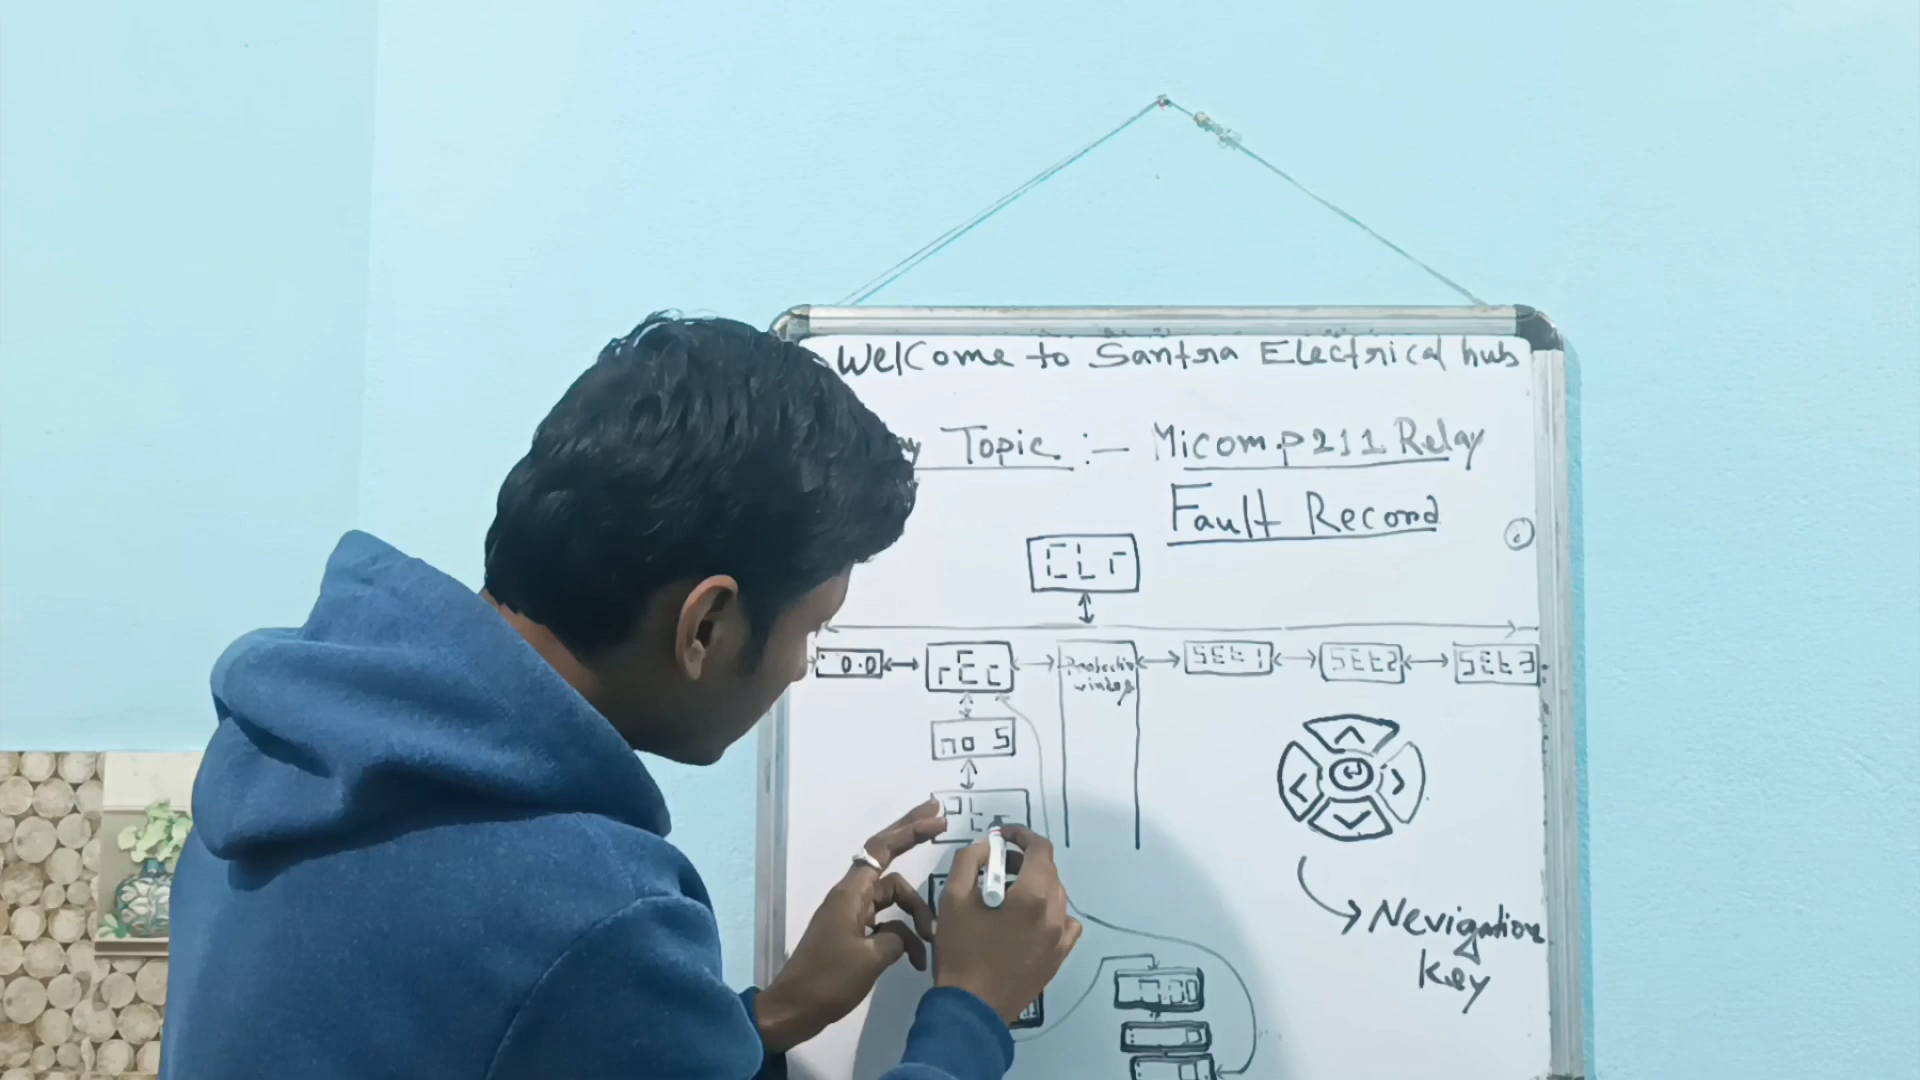 Welcome to Santra Electrical hub
Topic :- Micom P211 Relay
Fault Record
CLr
0.0 rEc Protective window SEt1 SEt2 SEt3
no 5
Nevigation
Key